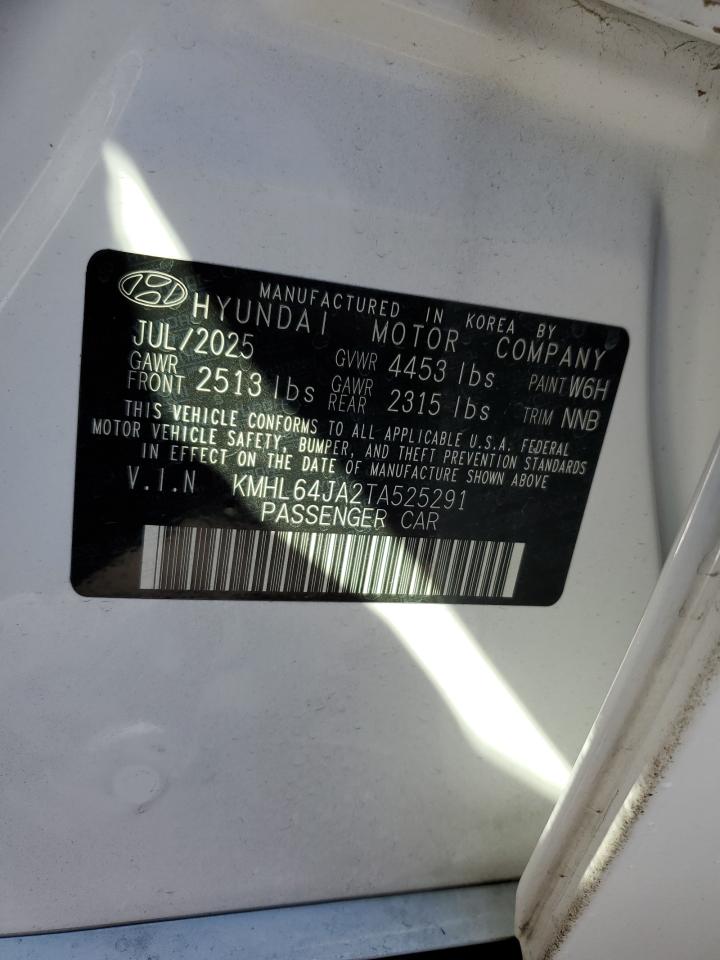 MANUFACTURED IN KOREA BY
HYUNDAI MOTOR COMPANY
JUL/2025 GVWR 4453 lbs PAINT W6H
GAWR FRONT 2513 lbs GAWR REAR 2315 lbs TRIM NNB
THIS VEHICLE CONFORMS TO ALL APPLICABLE U.S.A. FEDERAL
MOTOR VEHICLE SAFETY, BUMPER, AND THEFT PREVENTION STANDARDS
IN EFFECT ON THE DATE OF MANUFACTURE SHOWN ABOVE
V.I.N KMHL64JA2TA525291
PASSENGER CAR